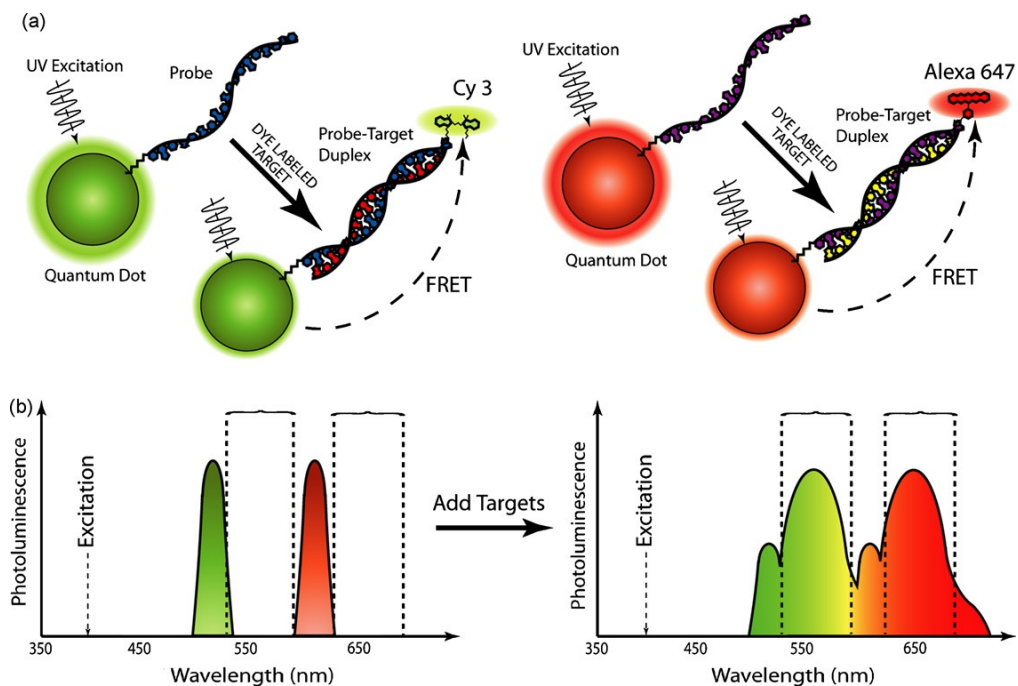 (a)
UV Excitation
Probe
Cy 3
DYE LABELED
TARGET
Probe-Target
Duplex
Quantum Dot
FRET
UV Excitation
Probe
Alexa 647
DYE LABELED
TARGET
Probe-Target
Duplex
Quantum Dot
FRET
(b)
Photoluminescence
Excitation
350
450
550
650
Wavelength (nm)
Add Targets
Photoluminescence
Excitation
350
450
550
650
Wavelength (nm)